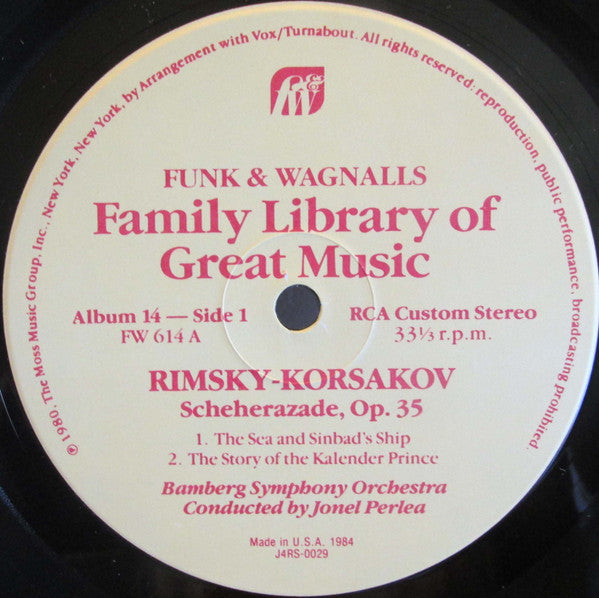 ℗ 1980, The Moss Music Group, Inc., New York, New York, by Arrangement with Vox/Turnabout. All rights reserved; reproduction, public performance, broadcasting prohibited.
f&W
FUNK & WAGNALLS
Family Library of
Great Music
Album 14 — Side 1
FW 614 A
RCA Custom Stereo
33⅓ r.p.m.
RIMSKY-KORSAKOV
Scheherazade, Op. 35
1. The Sea and Sinbad's Ship
2. The Story of the Kalender Prince
Bamberg Symphony Orchestra
Conducted by Jonel Perlea
Made in U.S.A. 1984
J4RS-0029